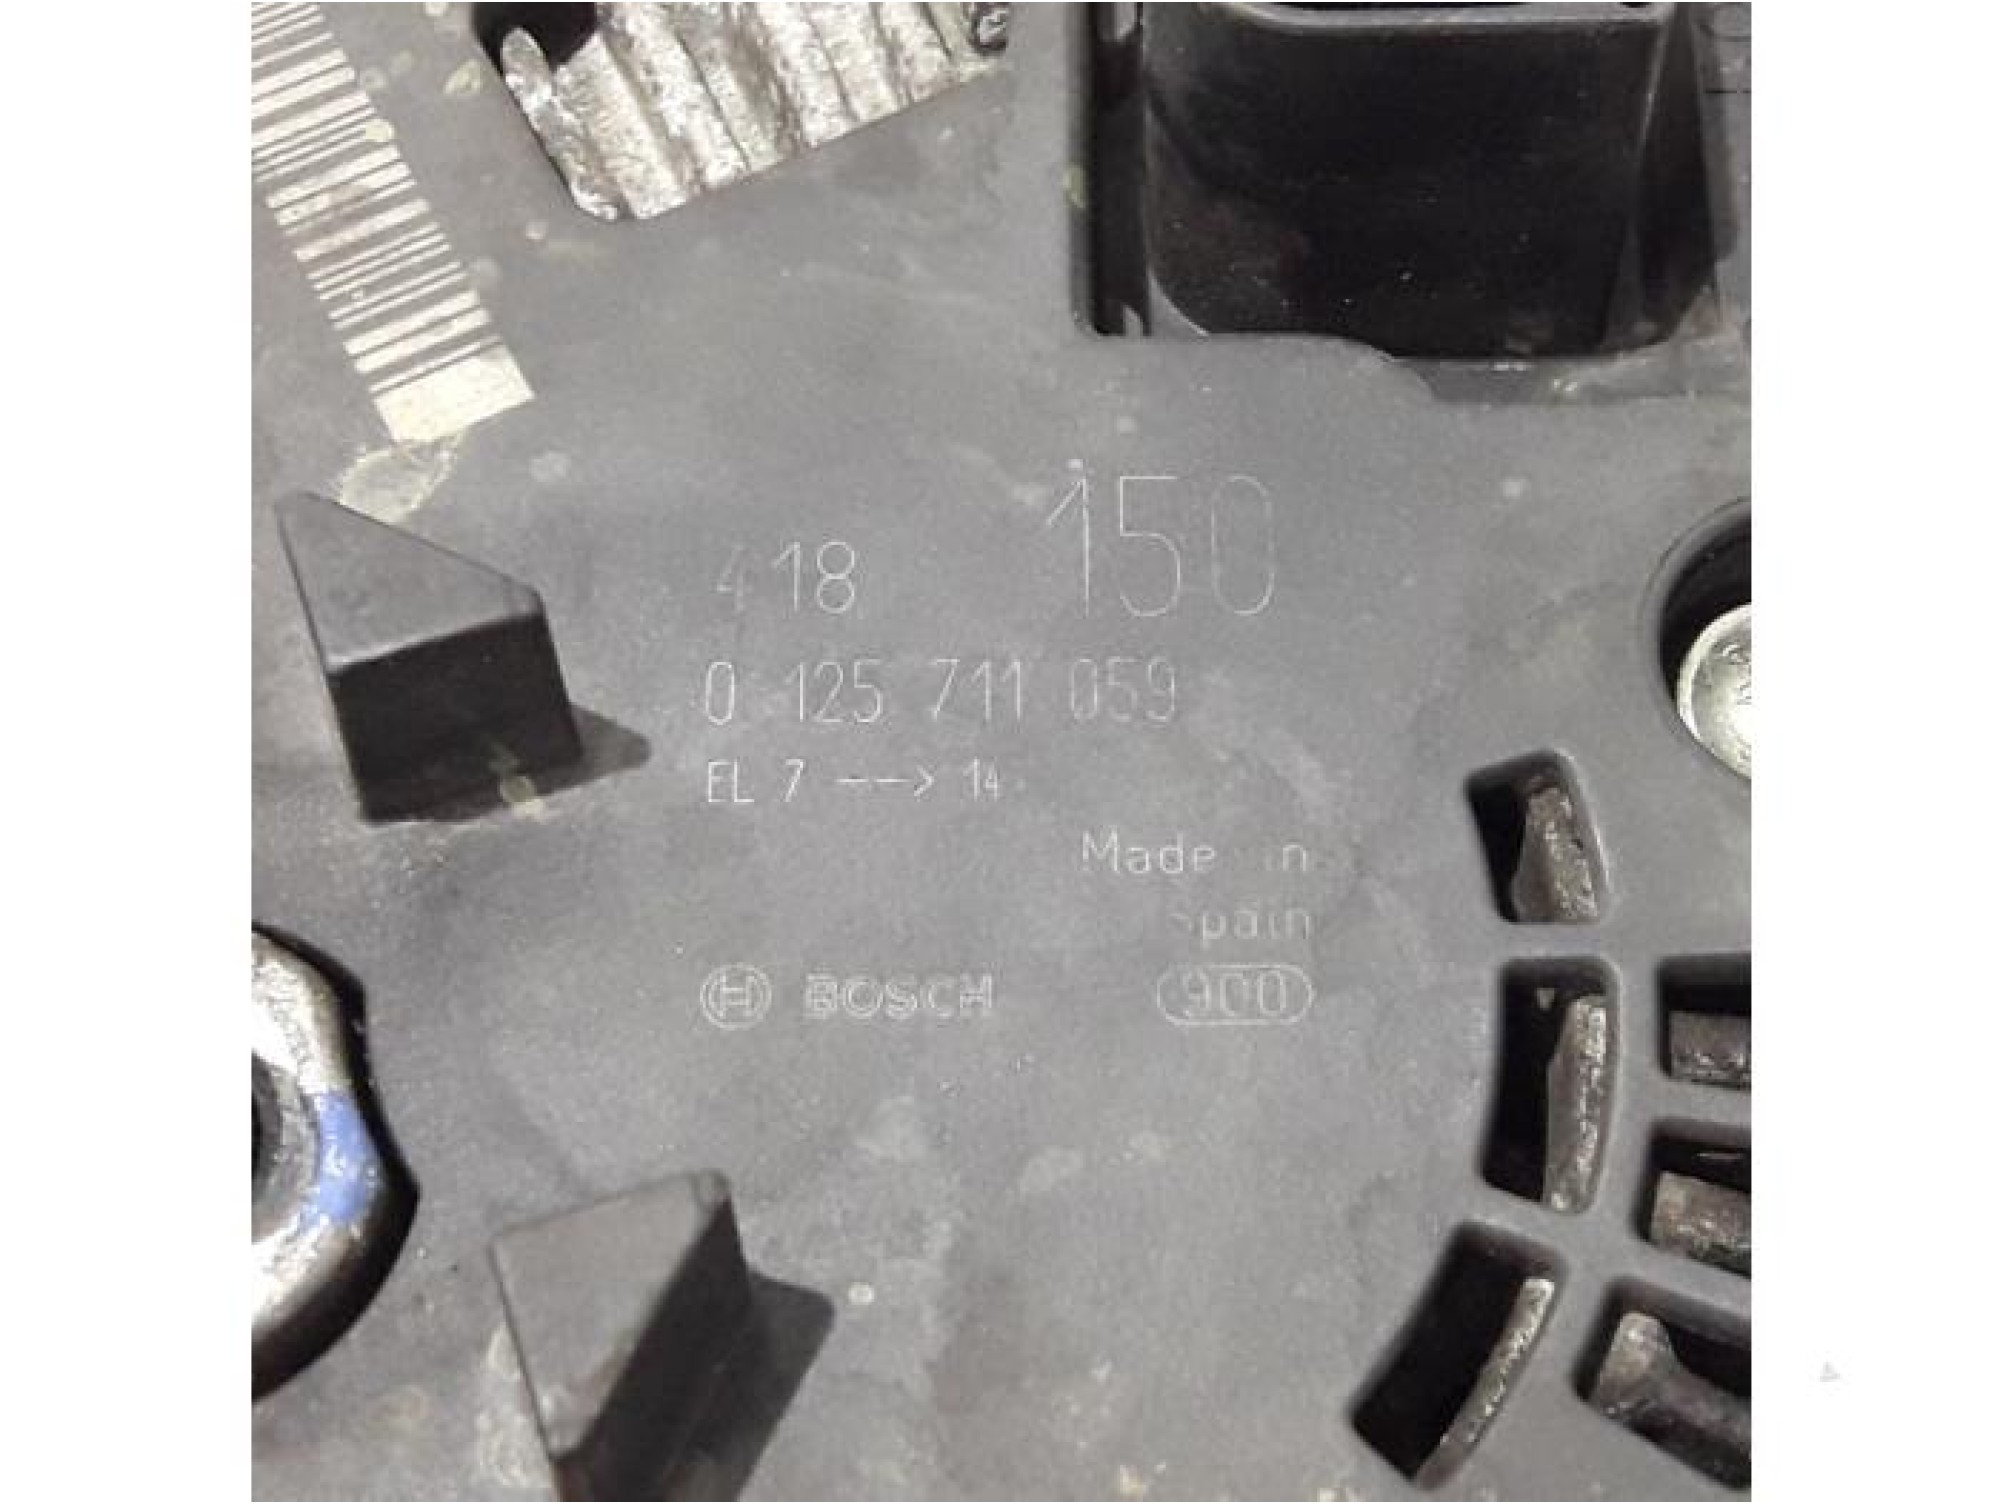 418 150
0 125 711 059
EL 7 --> 14
Made in
Spain
BOSCH 900